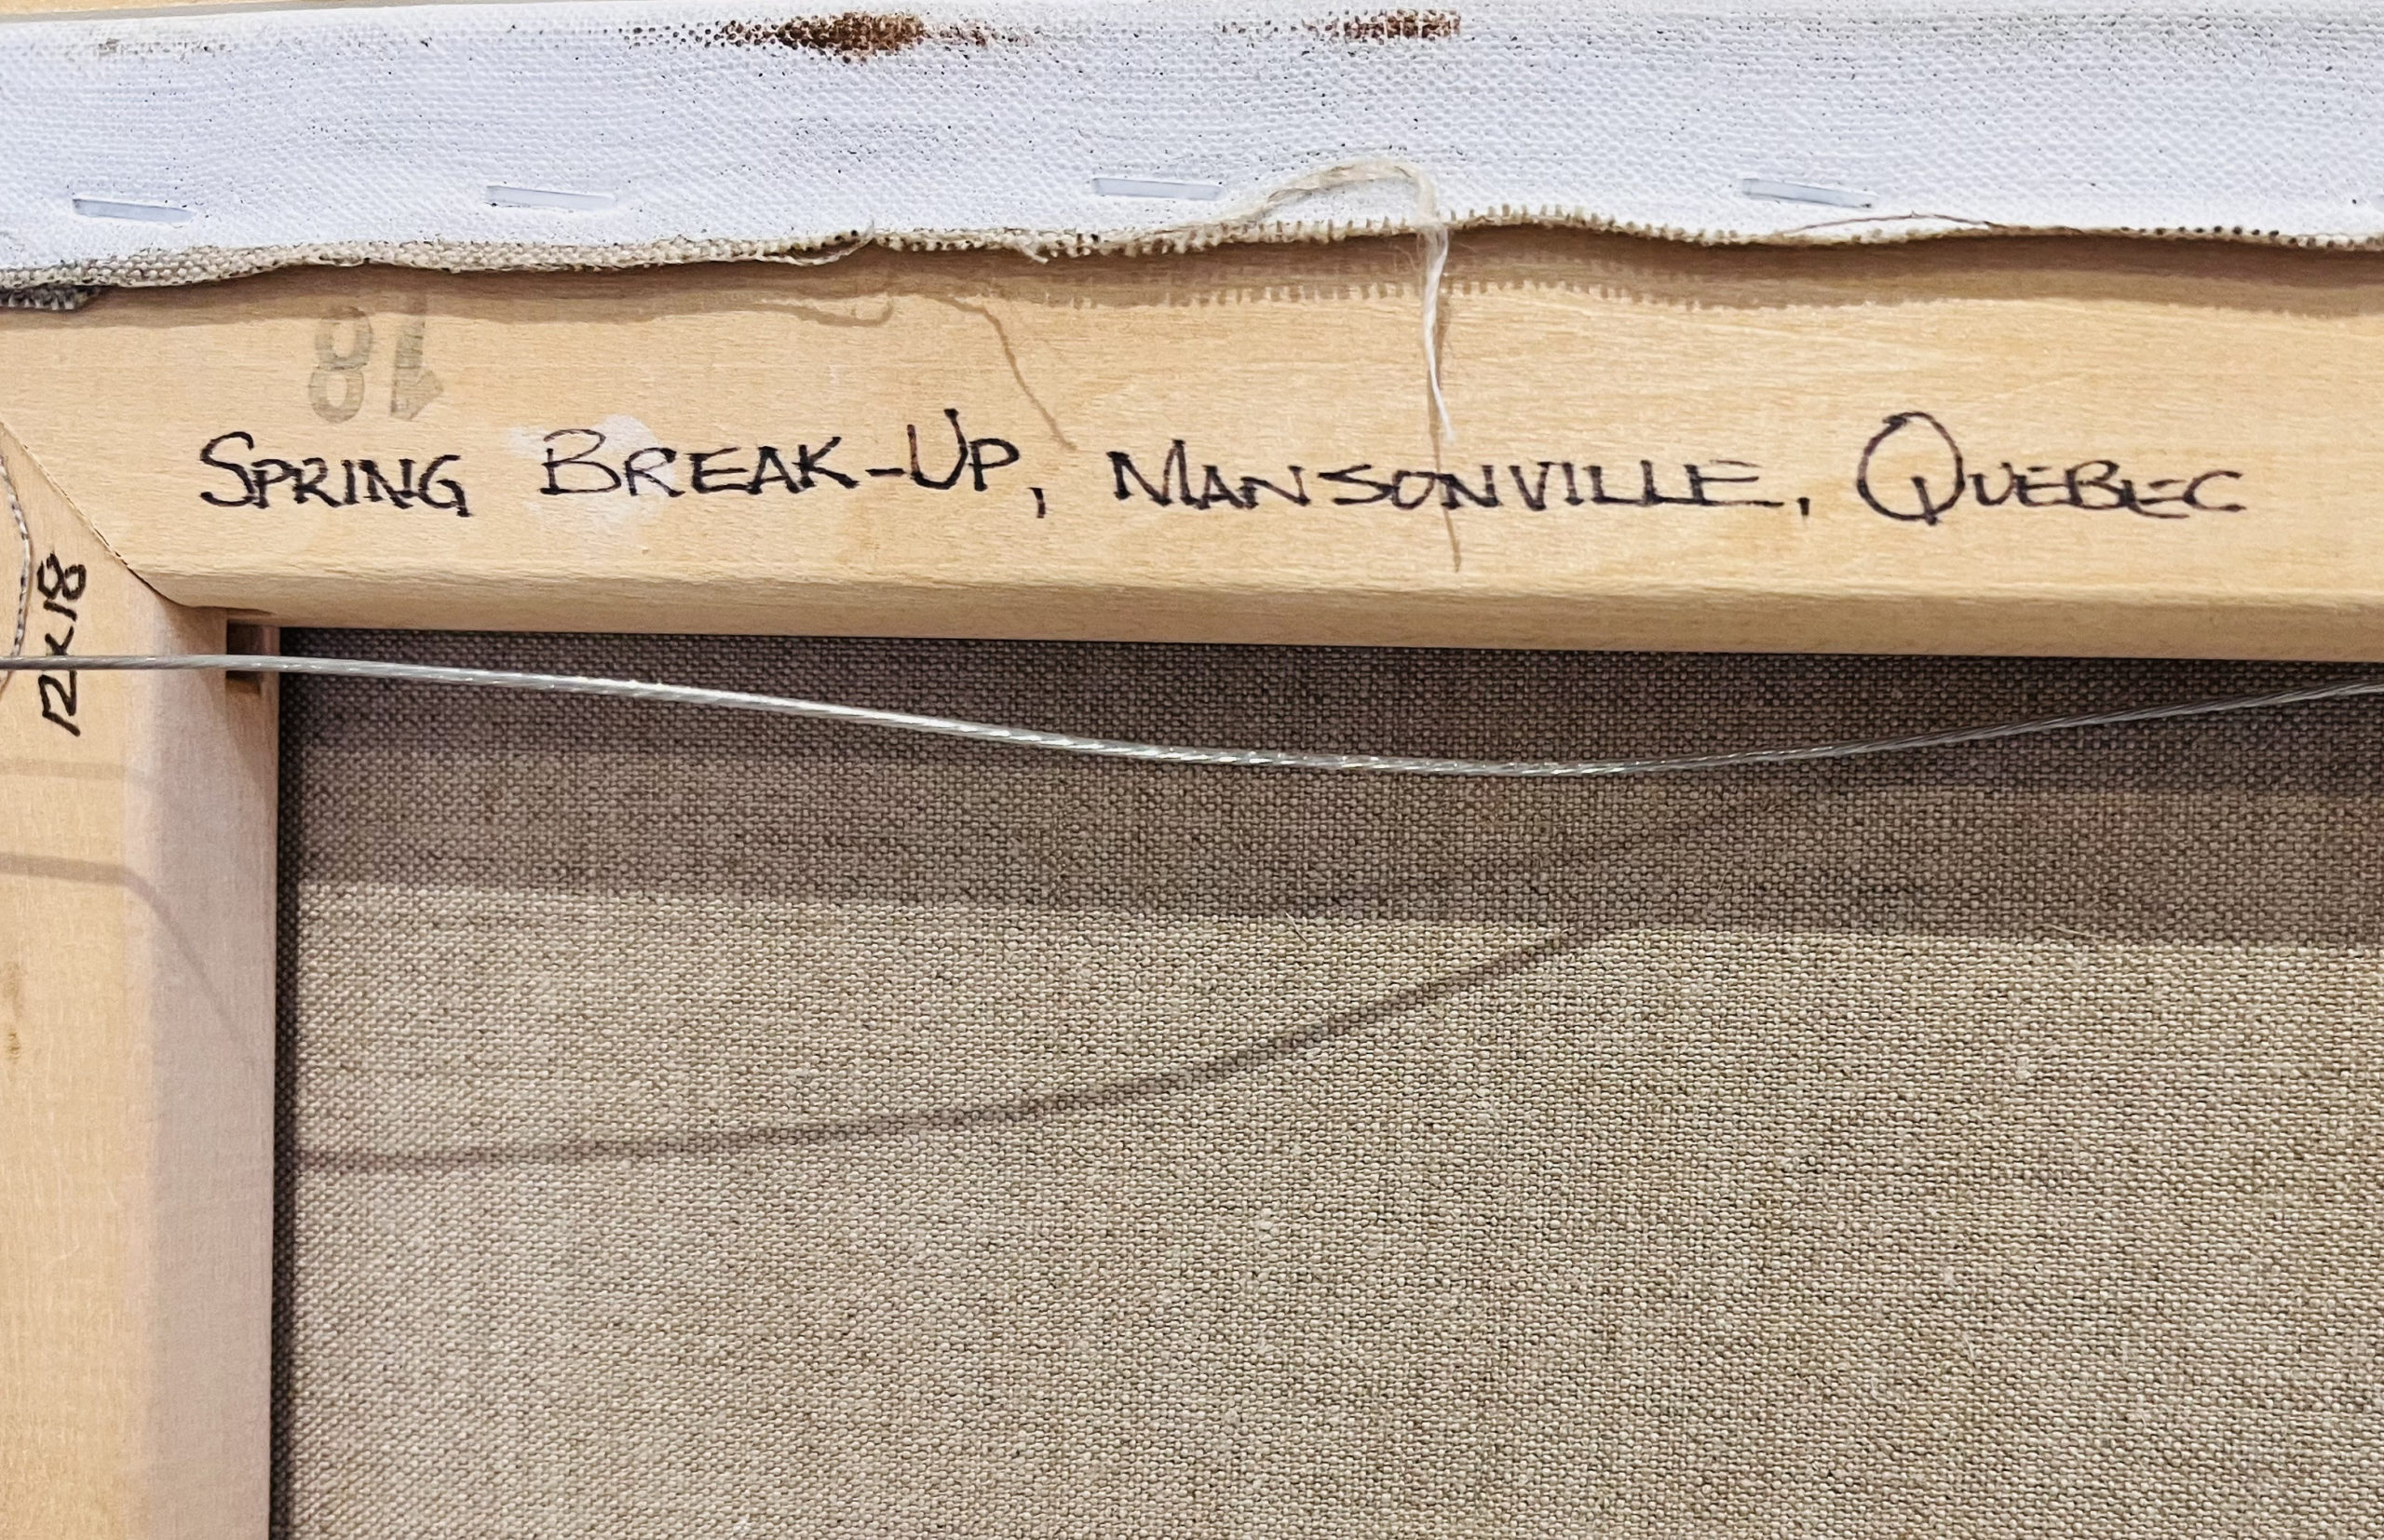 18
SPRING BREAK-UP, MANSONVILLE, QUEBEC
12x18